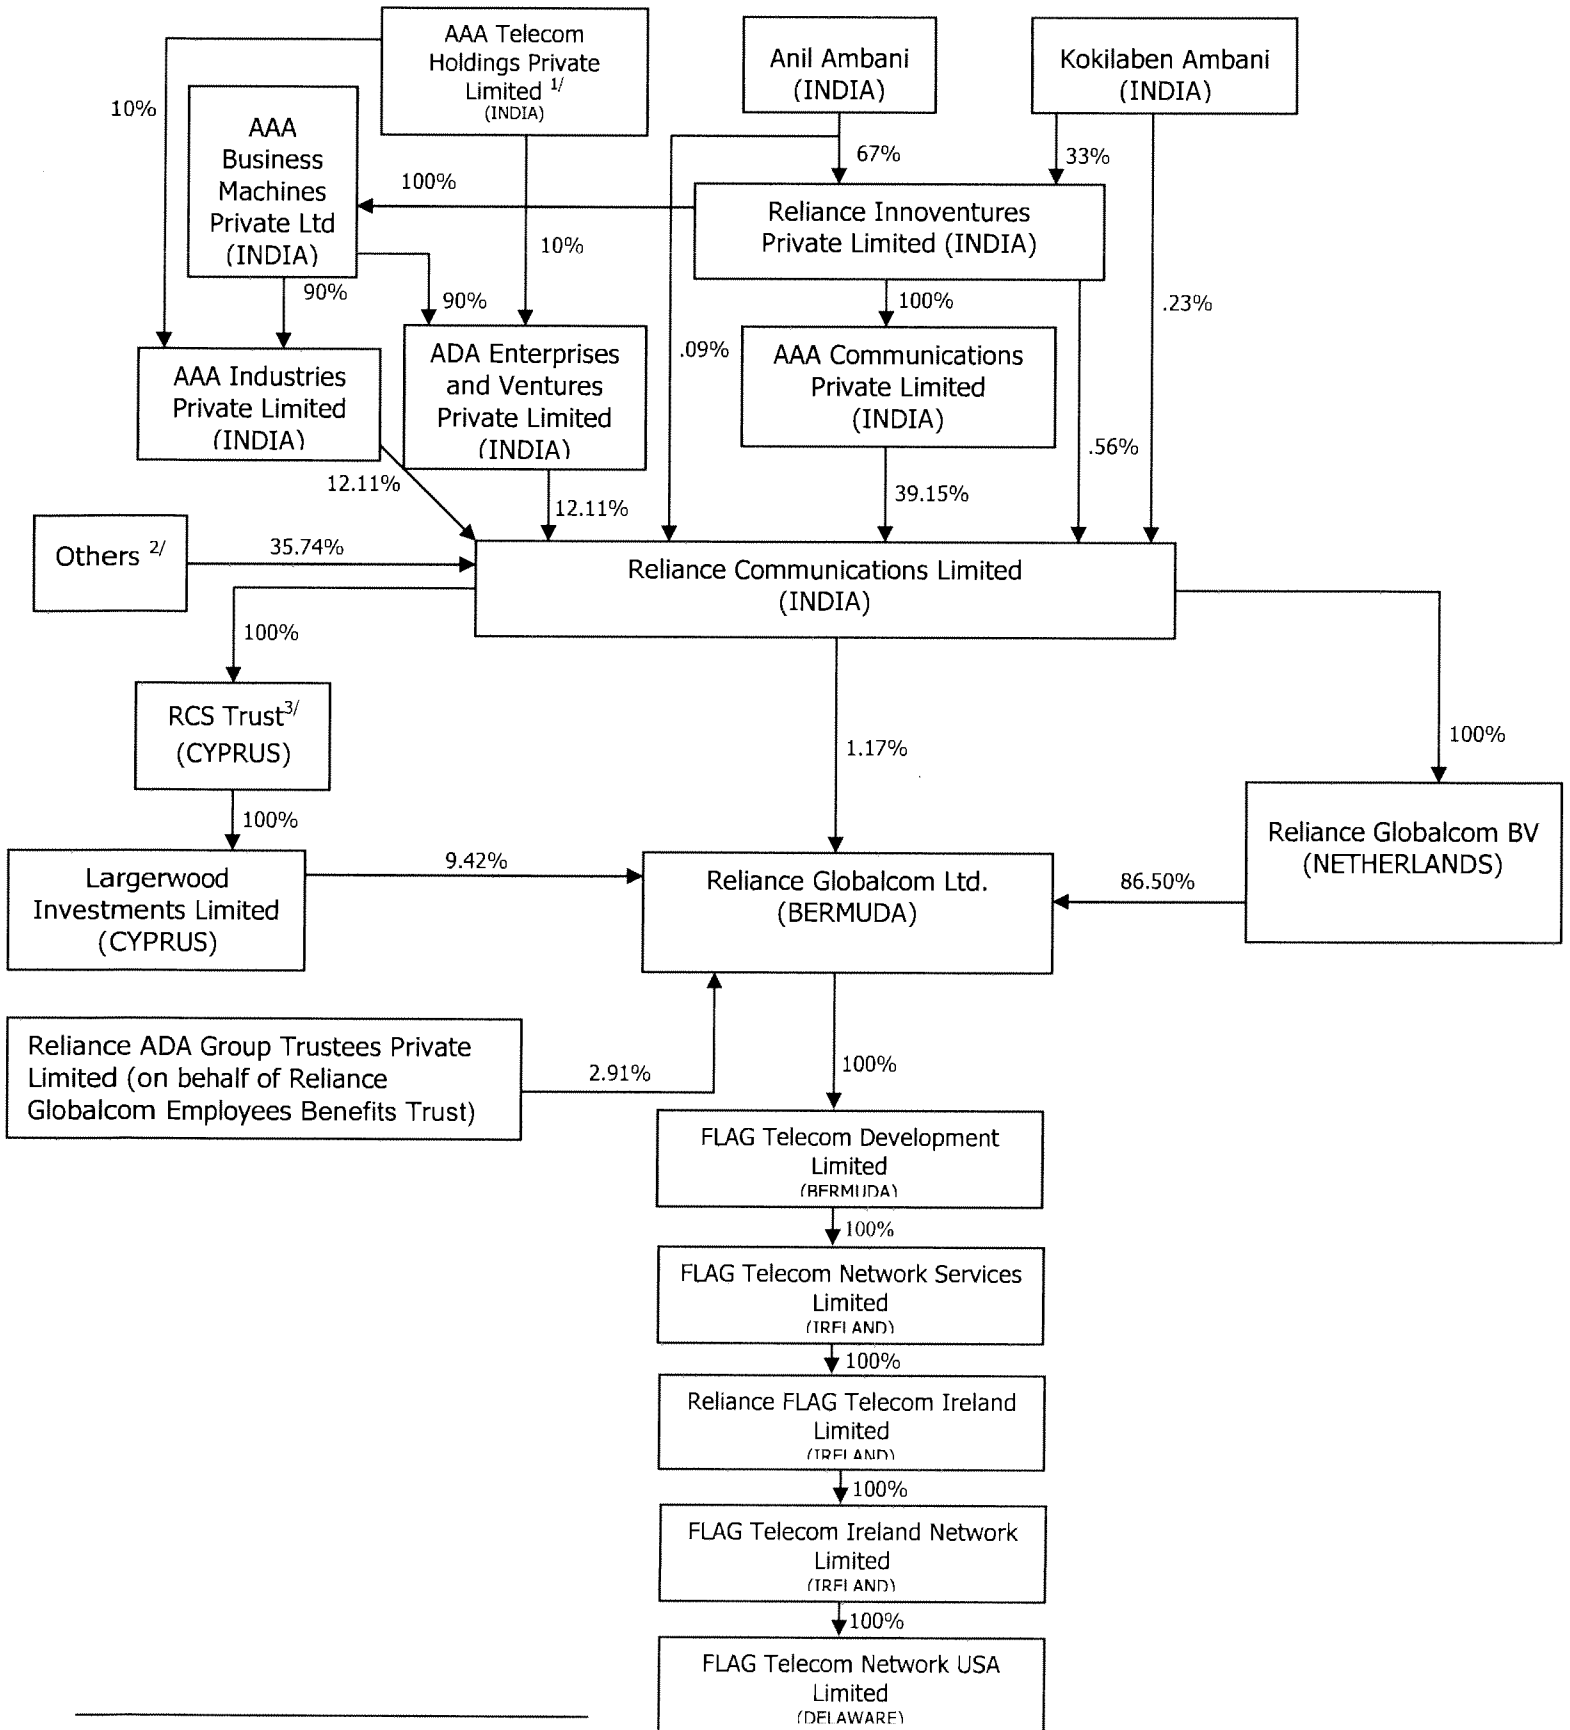 AAA Telecom
Holdings Private
Limited 1/
(INDIA)
Anil Ambani
(INDIA)
Kokilaben Ambani
(INDIA)
10%
AAA
Business
Machines
Private Ltd
(INDIA)
67%
33%
100%
Reliance Innoventures
Private Limited (INDIA)
10%
90%
90%
100%
.23%
AAA Industries
Private Limited
(INDIA)
ADA Enterprises
and Ventures
Private Limited
(INDIA)
.09%
AAA Communications
Private Limited
(INDIA)
.56%
12.11%
12.11%
39.15%
Others 2/
35.74%
Reliance Communications Limited
(INDIA)
100%
RCS Trust3/
(CYPRUS)
1.17%
100%
100%
Largerwood
Investments Limited
(CYPRUS)
9.42%
Reliance Globalcom Ltd.
(BERMUDA)
86.50%
Reliance Globalcom BV
(NETHERLANDS)
Reliance ADA Group Trustees Private
Limited (on behalf of Reliance
Globalcom Employees Benefits Trust)
2.91%
100%
FLAG Telecom Development
Limited
(BERMUDA)
100%
FLAG Telecom Network Services
Limited
(IRELAND)
100%
Reliance FLAG Telecom Ireland
Limited
(IRELAND)
100%
FLAG Telecom Ireland Network
Limited
(IRELAND)
100%
FLAG Telecom Network USA
Limited
(DELAWARE)